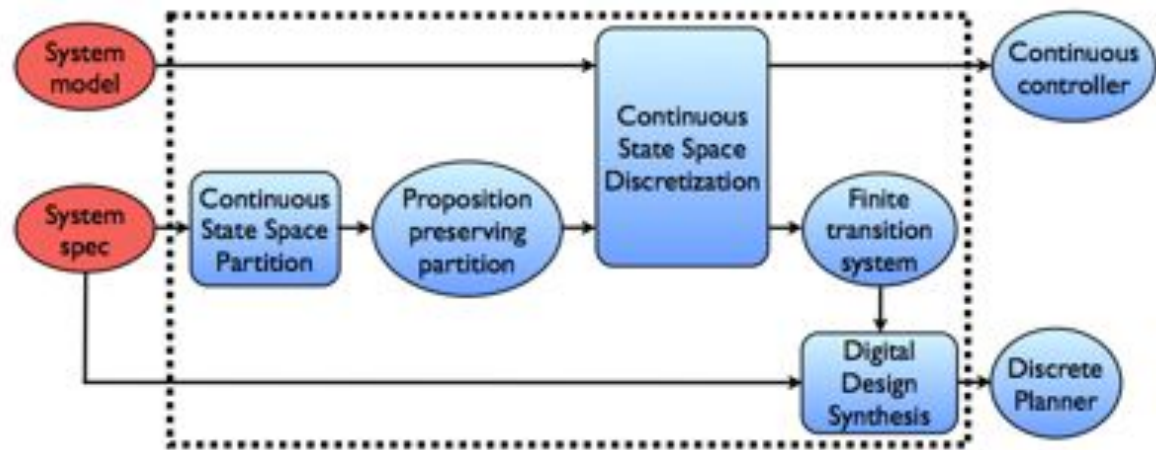 System
model
Continuous
State Space
Discretization
Continuous
controller
System
spec
Continuous
State Space
Partition
Proposition
preserving
partition
Finite
transition
system
Digital
Design
Synthesis
Discrete
Planner